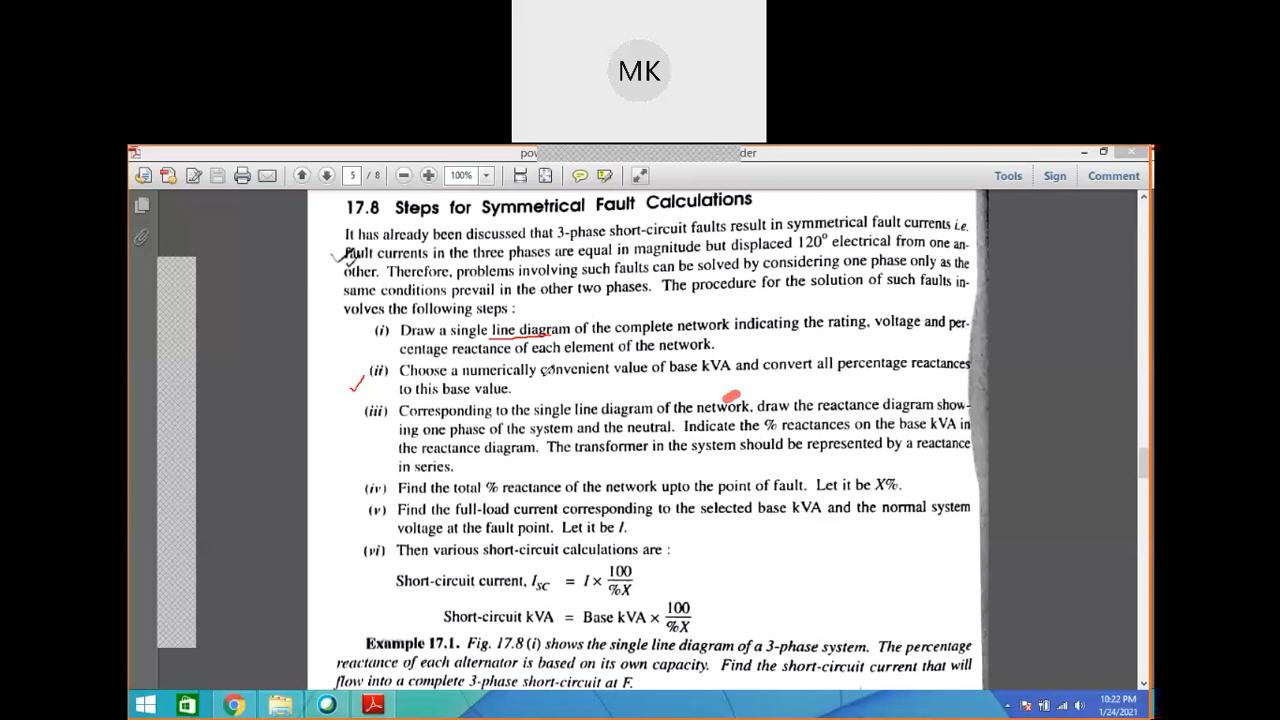 MK
pow der
5 / 8
100%
Tools Sign Comment
17.8 Steps for Symmetrical Fault Calculations
It has already been discussed that 3-phase short-circuit faults result in symmetrical fault currents i.e.
fault currents in the three phases are equal in magnitude but displaced 120° electrical from one an-
other. Therefore, problems involving such faults can be solved by considering one phase only as the
same conditions prevail in the other two phases. The procedure for the solution of such faults in-
volves the following steps :
(i) Draw a single line diagram of the complete network indicating the rating, voltage and per-
centage reactance of each element of the network.
(ii) Choose a numerically convenient value of base kVA and convert all percentage reactances
to this base value.
(iii) Corresponding to the single line diagram of the network, draw the reactance diagram show-
ing one phase of the system and the neutral. Indicate the % reactances on the base kVA in
the reactance diagram. The transformer in the system should be represented by a reactance
in series.
(iv) Find the total % reactance of the network upto the point of fault. Let it be X%.
(v) Find the full-load current corresponding to the selected base kVA and the normal system
voltage at the fault point. Let it be I.
(vi) Then various short-circuit calculations are :
Short-circuit current, I_SC = I × 100/%X
Short-circuit kVA = Base kVA × 100/%X
Example 17.1. Fig. 17.8 (i) shows the single line diagram of a 3-phase system. The percentage
reactance of each alternator is based on its own capacity. Find the short-circuit current that will
flow into a complete 3-phase short-circuit at F.
10:22 PM
1/24/2021